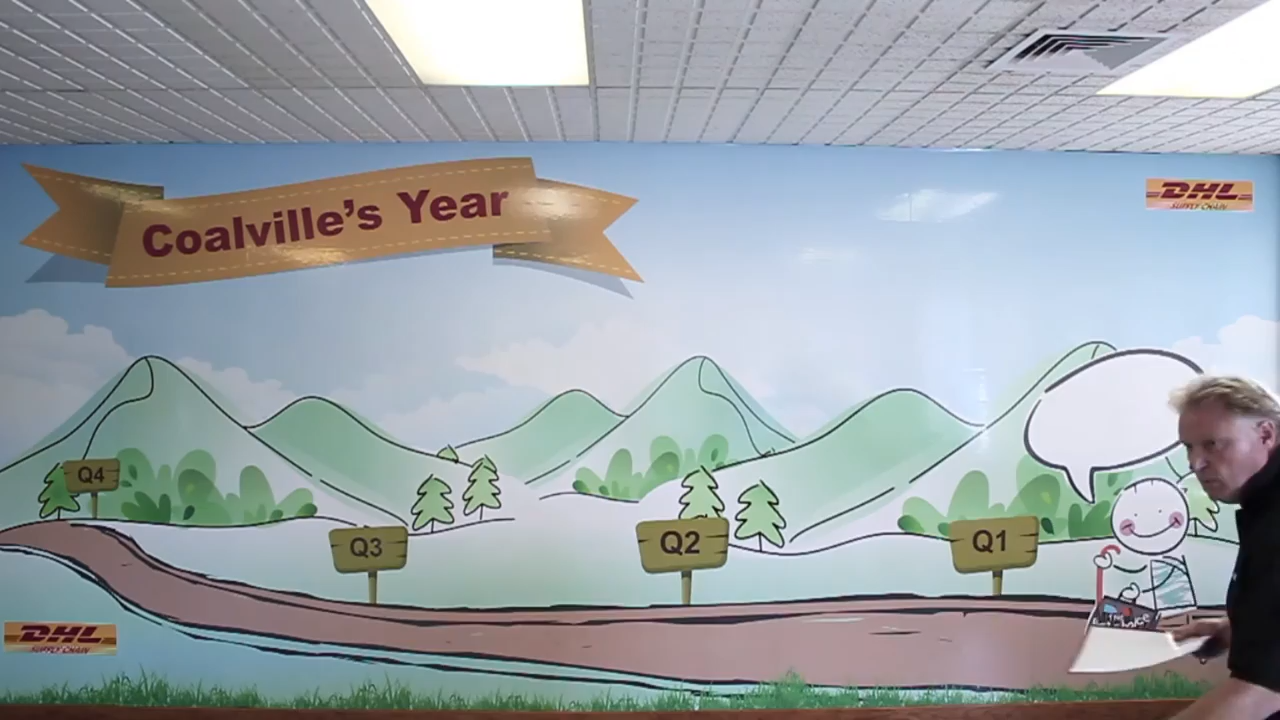 Coalville's Year
DHL
SUPPLY CHAIN
Q4
Q3
Q2
Q1
DHL
SUPPLY CHAIN